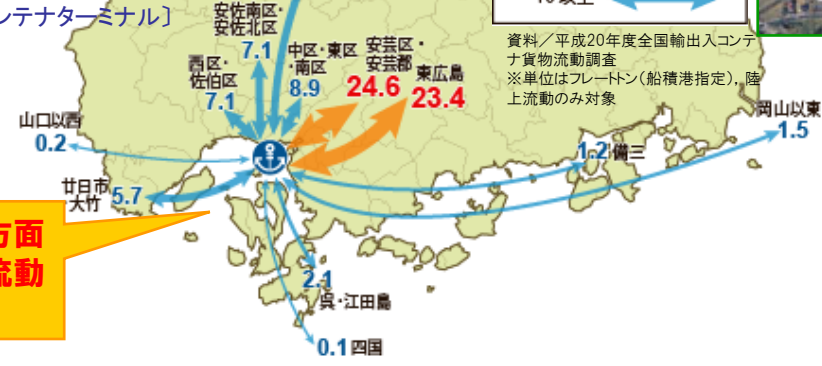 ンテナターミナル〕
安佐南区・
安佐北区
7.1
西区・
佐伯区
7.1
中区・東区
・南区
8.9
安芸区・
安芸郡
24.6
東広島
23.4
資料／平成20年度全国輸出入コンテ
ナ貨物流動調査
※単位はフレートトン（船積港指定），陸
上流動のみ対象
山口以西
0.2
岡山以東
1.5
1.2備三
廿日市
・大竹
5.7
方面
流動
2.1
呉・江田島
0.1四国